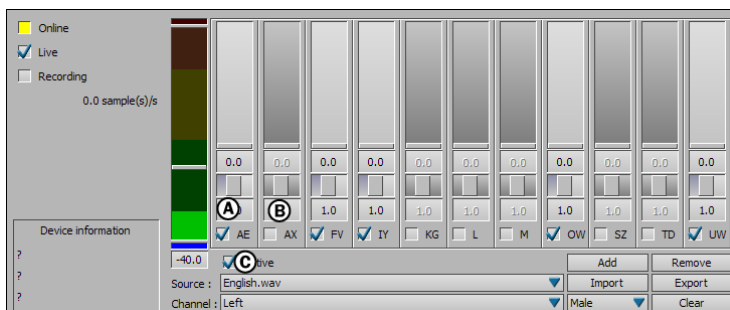 Online
Live
Recording
0.0 sample(s)/s
0.0 0.0 0.0 0.0 0.0 0.0 0.0 0.0 0.0 0.0 0.0
A B 1.0 1.0 1.0 1.0 1.0 1.0 1.0 1.0 1.0
AE AX FV IY KG L M OW SZ TD UW
Device information
?
?
?
-40.0 C Add Remove
Source : English.wav Import Export
Channel : Left Male Clear